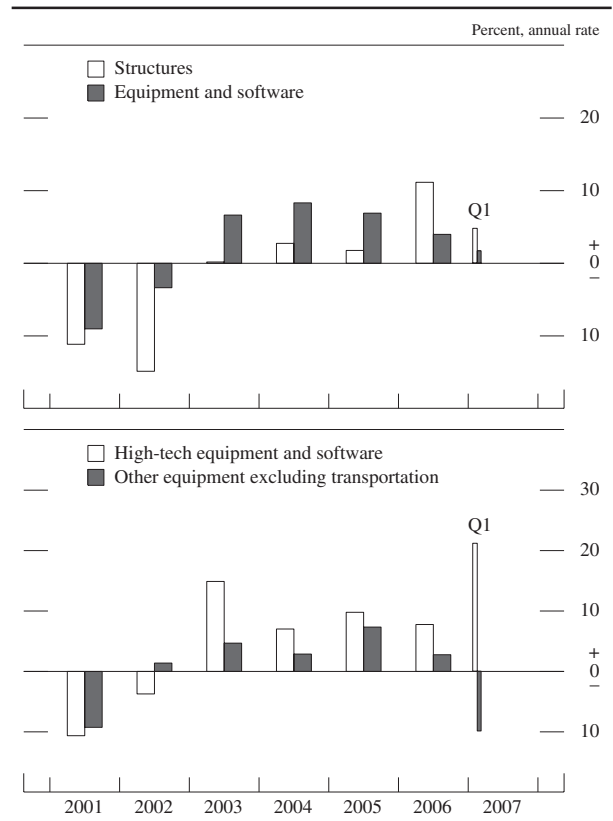 Percent, annual rate
Structures
Equipment and software
20
10
Q1
+
0
–
10
High-tech equipment and software
Other equipment excluding transportation
30
Q1
20
10
+
0
–
10
2001 2002 2003 2004 2005 2006 2007